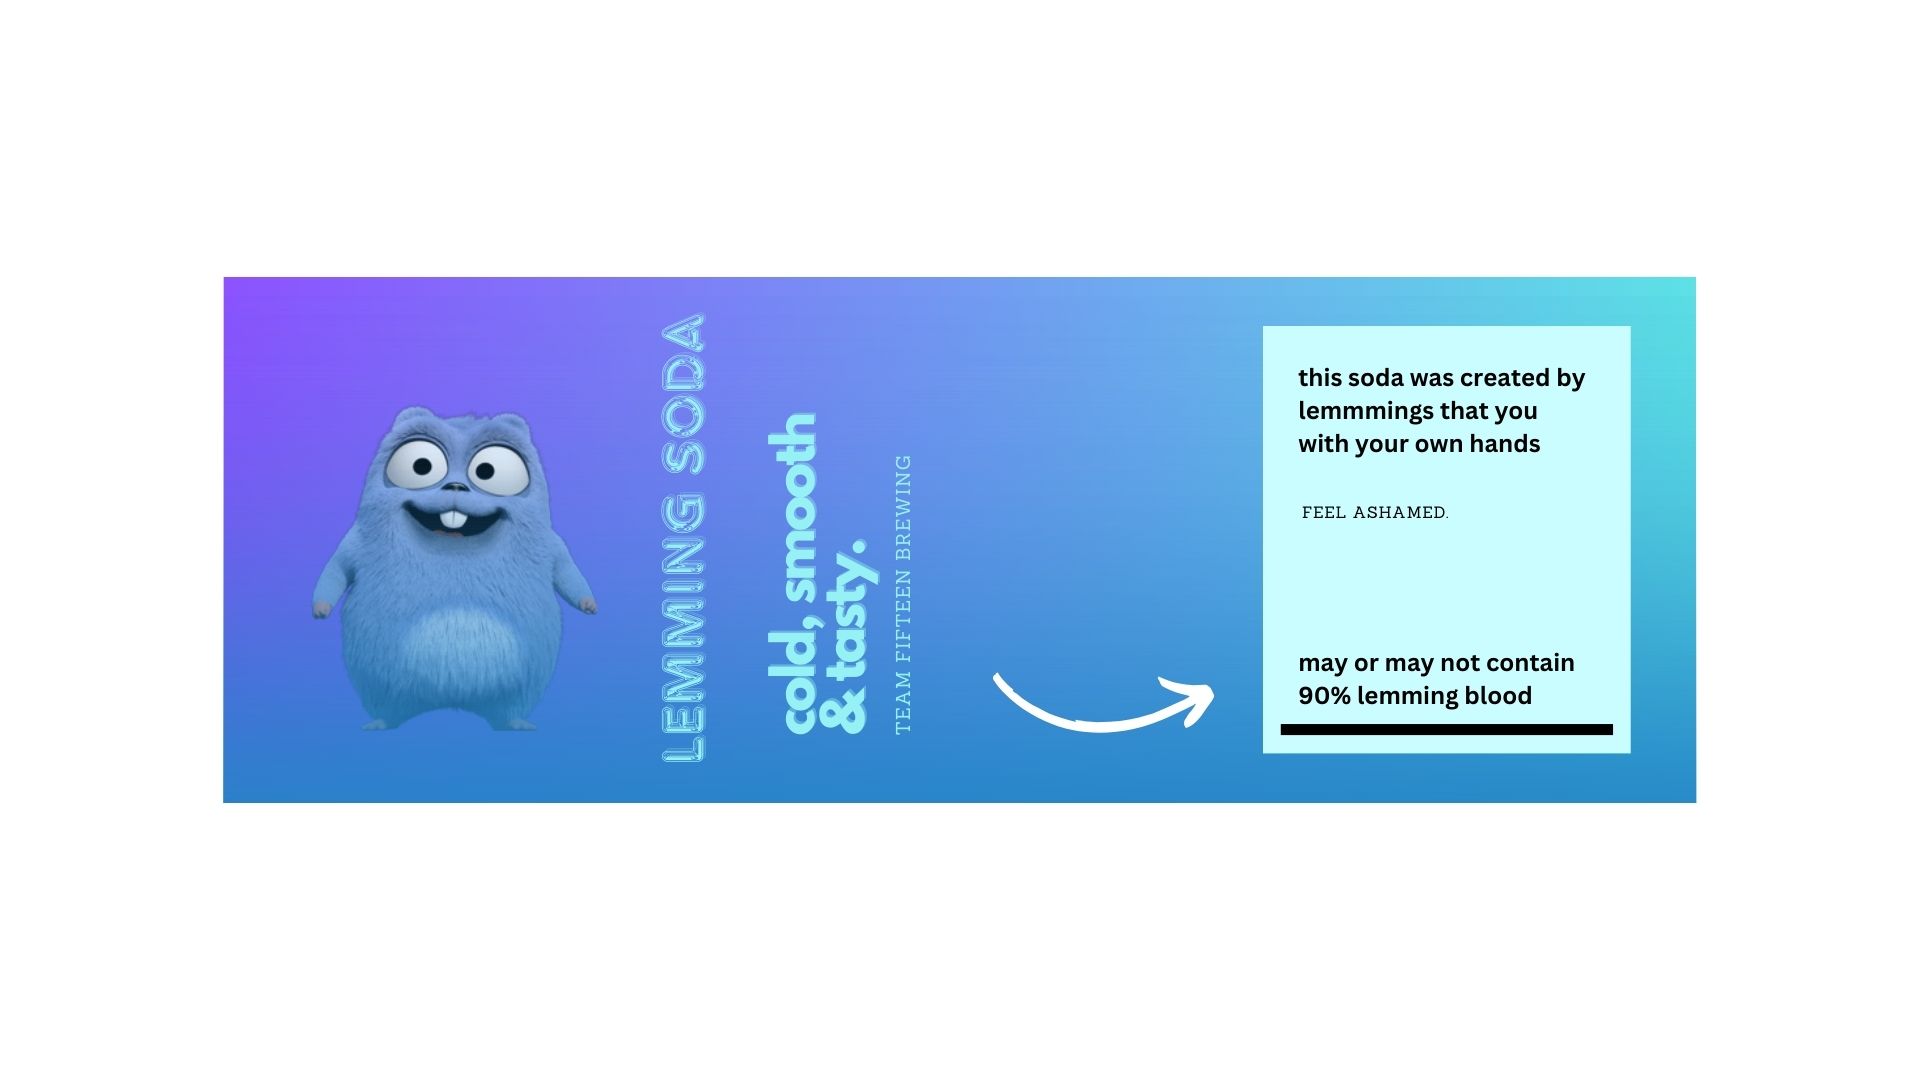 LEMMING SODA
cold, smooth
& tasty.
TEAM FIFTEEN BREWING
this soda was created by
lemmmings that you
with your own hands
FEEL ASHAMED.
may or may not contain
90% lemming blood